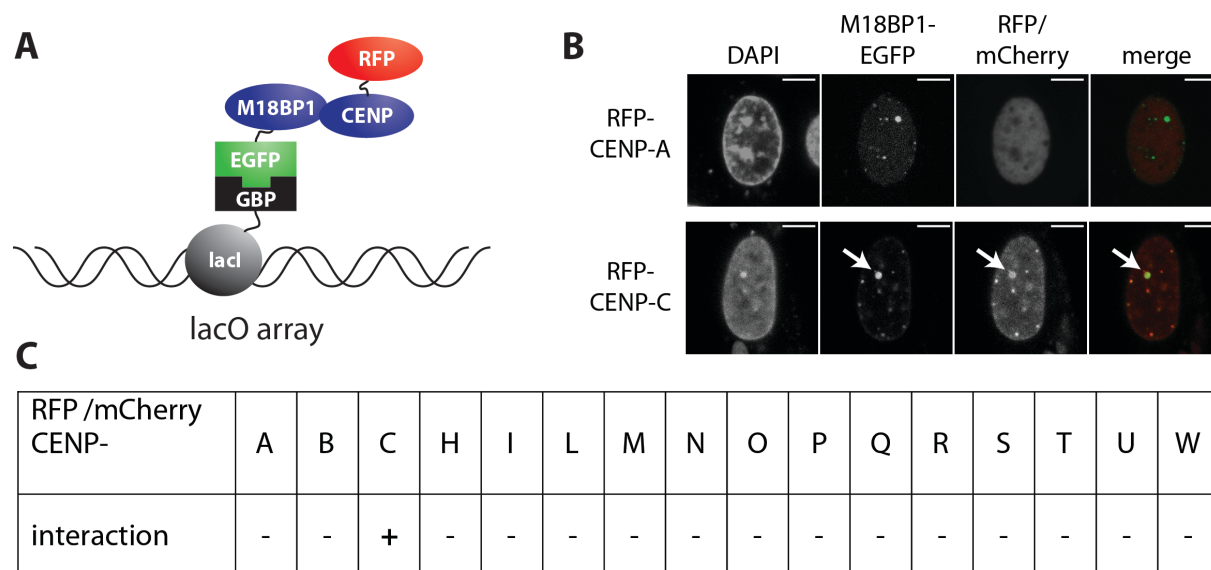 A
RFP
M18BP1
CENP
EGFP
GBP
lacI
lacO array
B
M18BP1-
EGFP
RFP/
mCherry
DAPI
merge
RFP-
CENP-A
RFP-
CENP-C
C
RFP /mCherry
CENP-
A B C H I L M N O P Q R S T U W
interaction - - + - - - - - - - - - - - - -